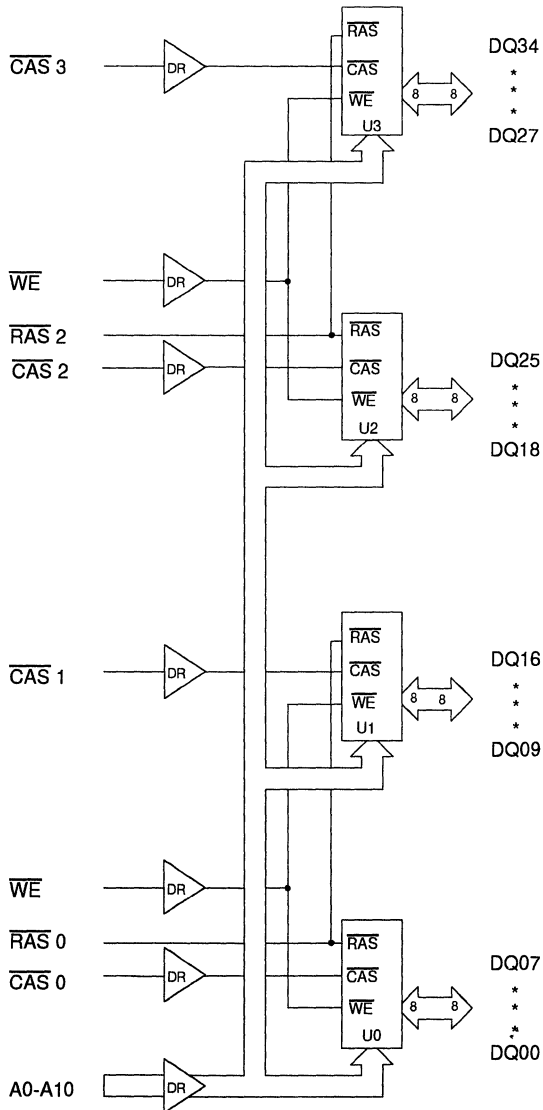 RAS
DQ34
CAS 3
DR
CAS
*
*
*
8 8
WE
U3
DQ27
WE
DR
RAS 2
RAS
DQ25
CAS 2
DR
CAS
*
*
*
8 8
WE
U2
DQ18
RAS
DQ16
CAS 1
DR
CAS
*
*
*
8 8
WE
U1
DQ09
WE
DR
RAS 0
RAS
DQ07
CAS 0
DR
CAS
*
*
*
8 8
WE
U0
DQ00
A0-A10
DR